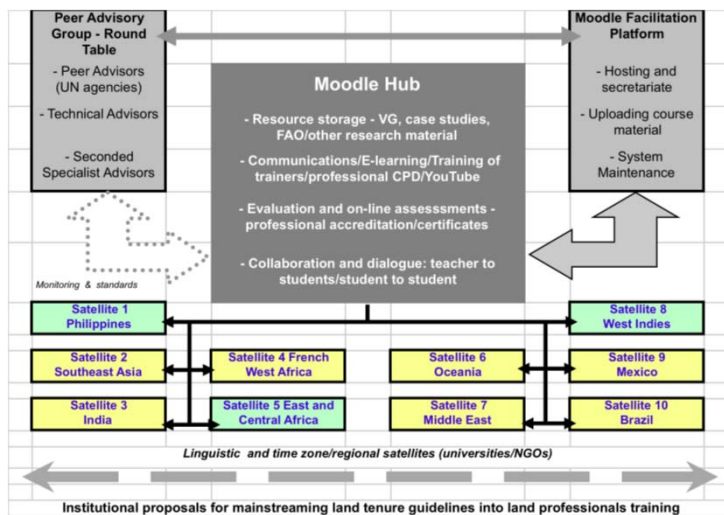 Peer Advisory
Group - Round
Table
- Peer Advisors
(UN agencies)
- Technical Advisors
- Seconded
Specialist Advisors
Moodle Facilitation
Platform
- Hosting and
secretariate
- Uploading course
material
- System
Maintenance
Moodle Hub
- Resource storage - VG, case studies,
FAO/other research material
- Communications/E-learning/Training of
trainers/professional CPD/YouTube
- Evaluation and on-line assesssments -
professional accreditation/certificates
- Collaboration and dialogue: teacher to
students/student to student
Monitoring & standards
Satellite 1
Philippines
Satellite 8
West Indies
Satellite 2
Southeast Asia
Satellite 4 French
West Africa
Satellite 6
Oceania
Satellite 9
Mexico
Satellite 3
India
Satellite 5 East and
Central Africa
Satellite 7
Middle East
Satellite 10
Brazil
Linguistic and time zone/regional satellites (universities/NGOs)
Institutional proposals for mainstreaming land tenure guidelines into land professionals training